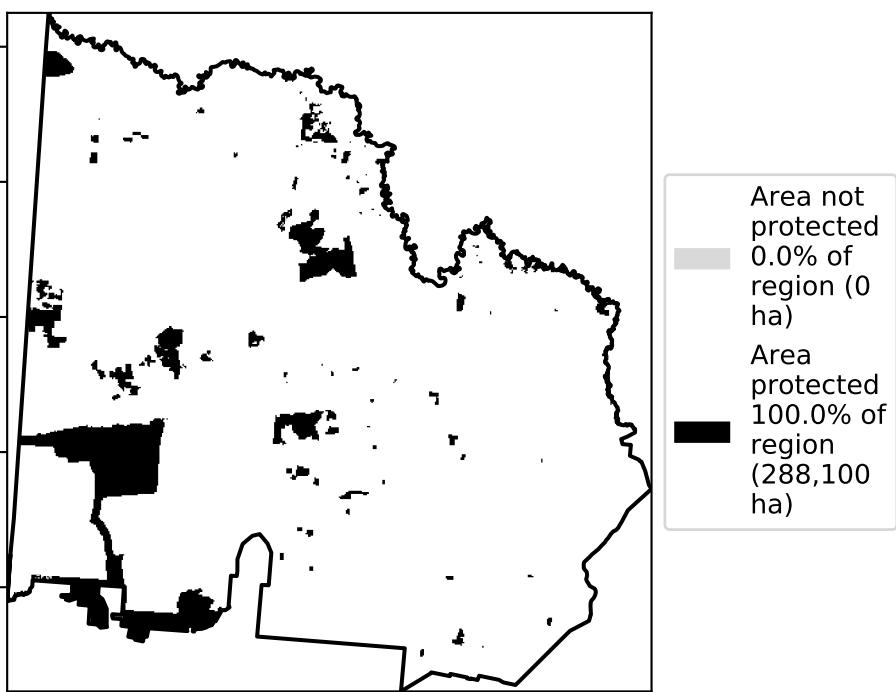 Area not
protected
0.0% of
region (0
ha)
Area
protected
100.0% of
region
(288,100
ha)